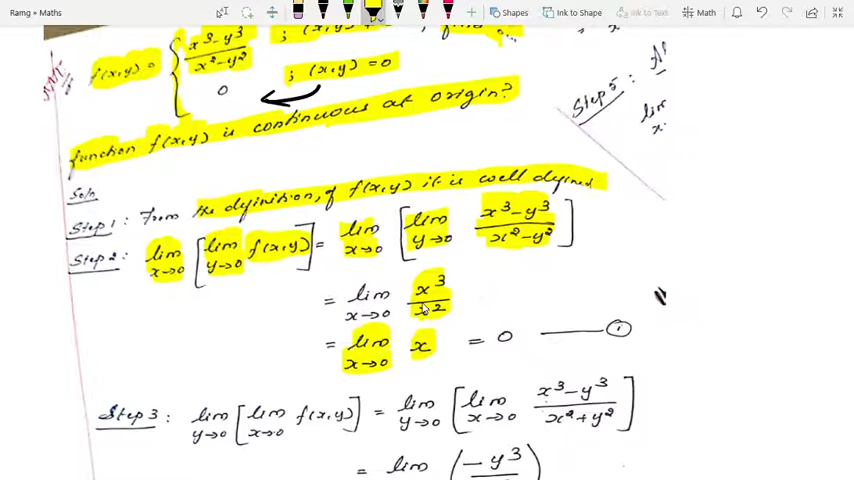 Ramg » Maths
Shapes
Ink to Shape
Ink to Text
Math
f(x,y)= { x³-y³ / x²-y² ; (x,y)
0 ; (x,y) =0
function f(x,y) is continuous at origin?
Soln
Step 1: From the definition, of f(x,y) it is well defined
Step 2: lim x→0 [ lim y→0 f(x,y) ] = lim x→0 [ lim y→0 x³-y³ / x²-y² ]
= lim x→0 x³ / x²
= lim x→0 x = 0 ①
Step 3: lim y→0 [ lim x→0 f(x,y) ] = lim y→0 [ lim x→0 x³-y³ / x²+y² ]
= lim ( -y³
Step 5:
lim
x→